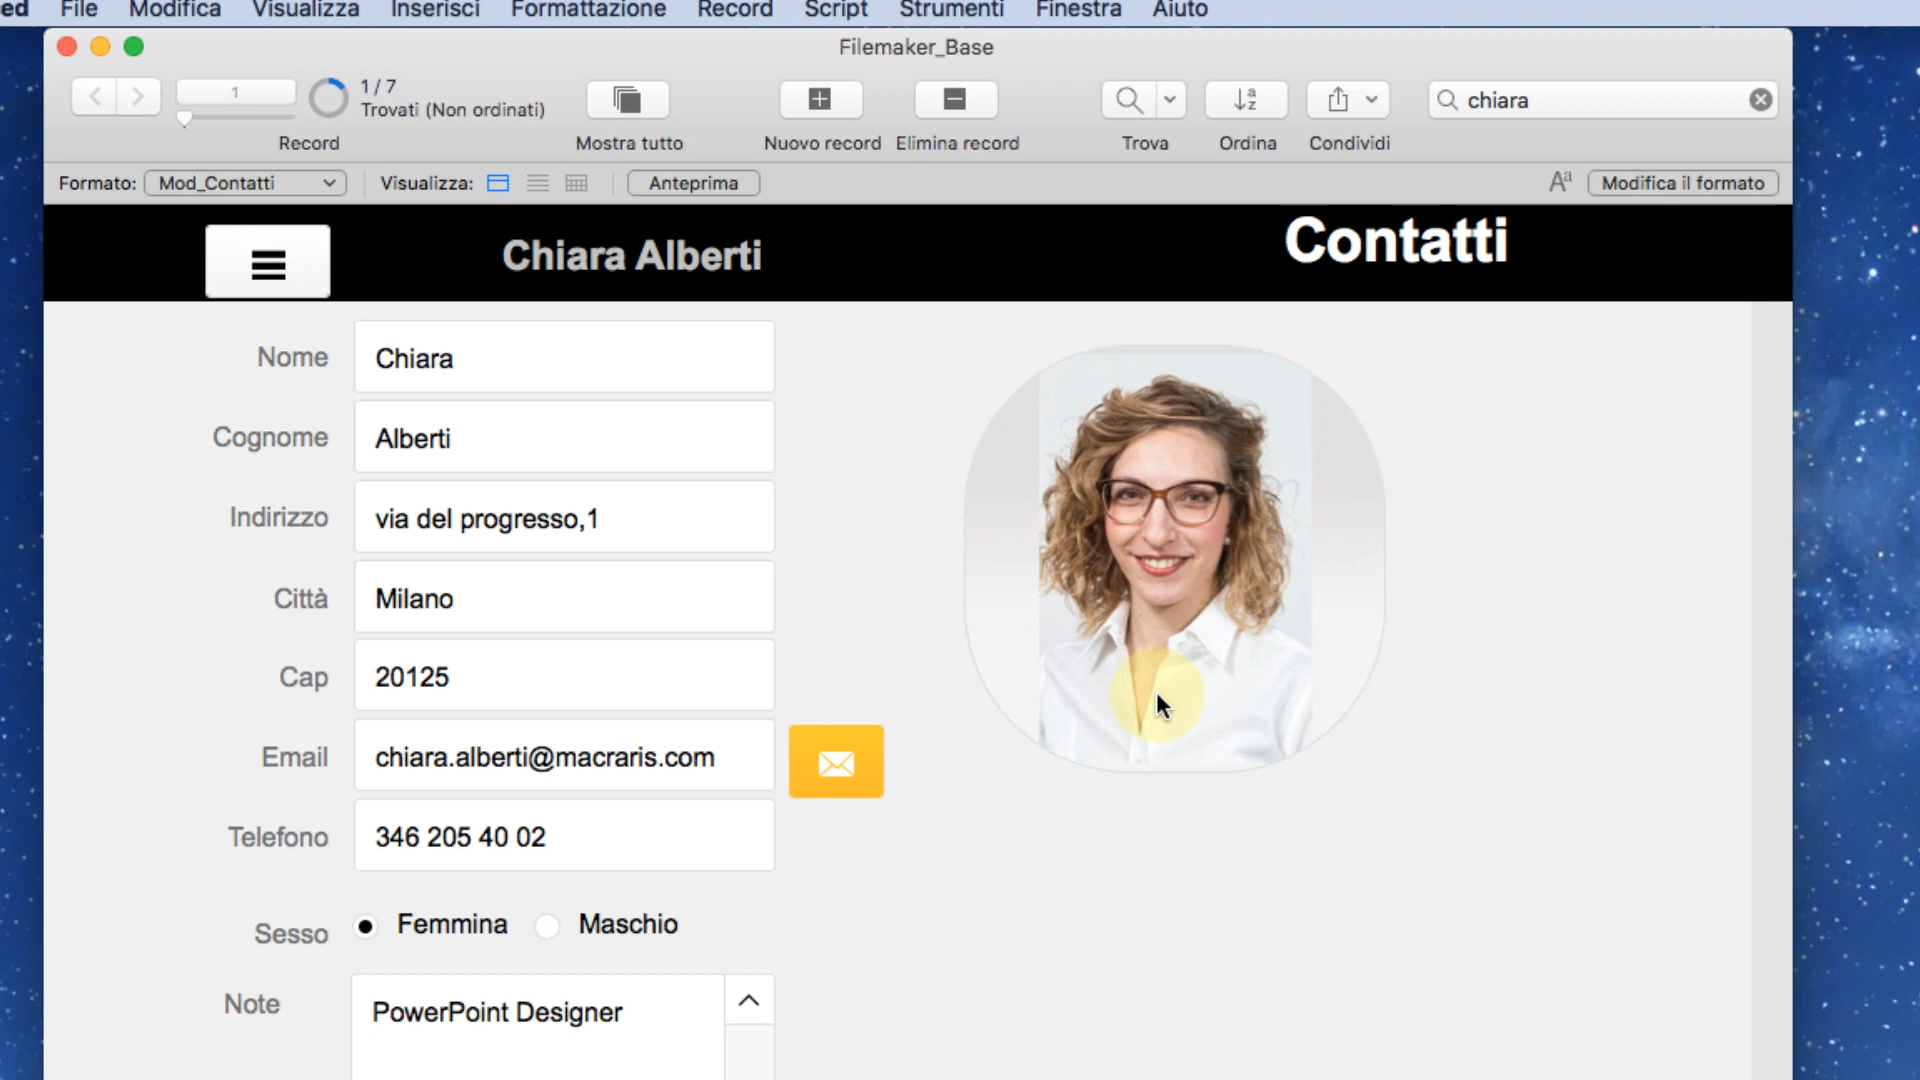 ed File Modifica Visualizza Inserisci Formattazione Record Script Strumenti Finestra Aiuto
Filemaker_Base
1
1 / 7
Trovati (Non ordinati)
chiara
Record Mostra tutto Nuovo record Elimina record Trova Ordina Condividi
Formato: Mod_Contatti Visualizza: Anteprima Aa Modifica il formato
Chiara Alberti
Contatti
Nome Chiara
Cognome Alberti
Indirizzo via del progresso,1
Città Milano
Cap 20125
Email chiara.alberti@macraris.com
Telefono 346 205 40 02
Sesso Femmina Maschio
Note PowerPoint Designer